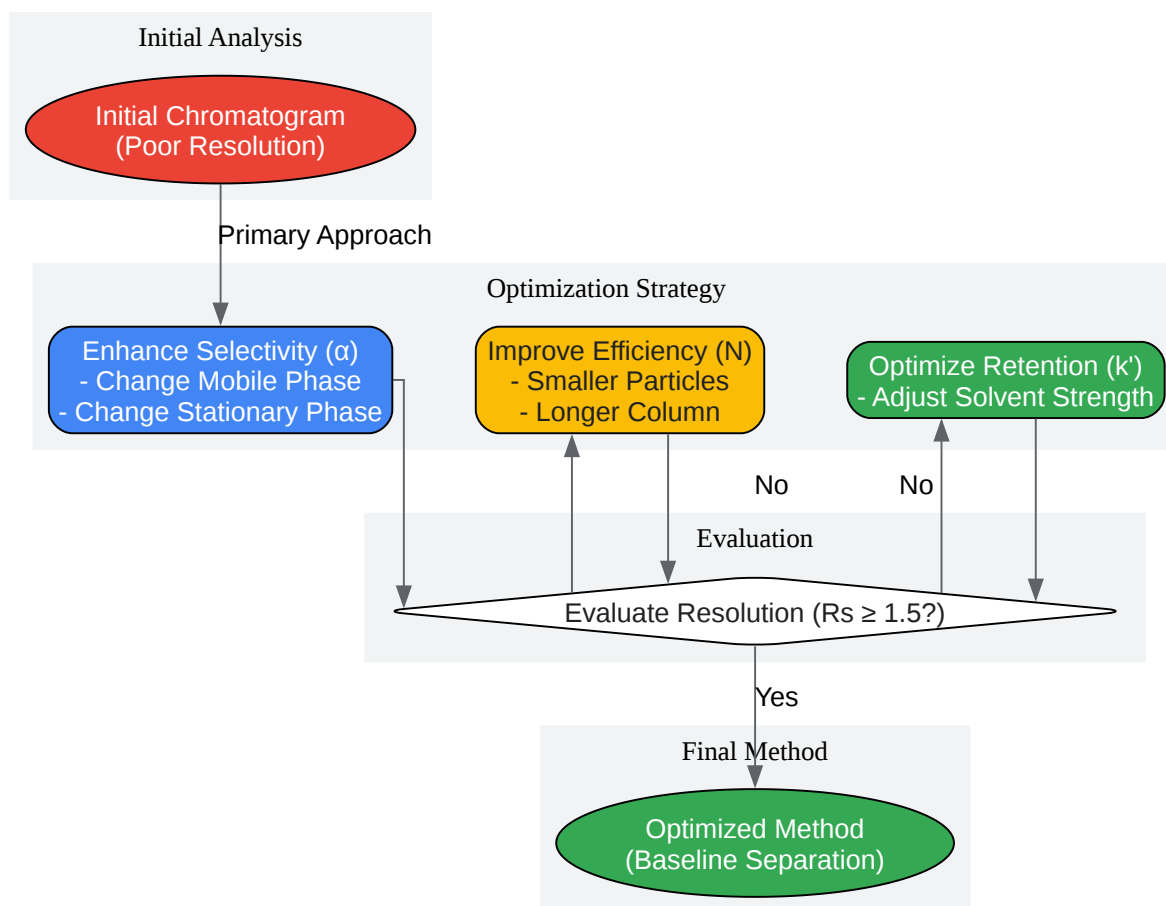 Initial Analysis
Initial Chromatogram
(Poor Resolution)
Primary Approach
Optimization Strategy
Enhance Selectivity (α)
- Change Mobile Phase
- Change Stationary Phase
Improve Efficiency (N)
- Smaller Particles
- Longer Column
Optimize Retention (k')
- Adjust Solvent Strength
No
No
Evaluation
Evaluate Resolution (Rs ≥ 1.5?)
Yes
Final Method
Optimized Method
(Baseline Separation)